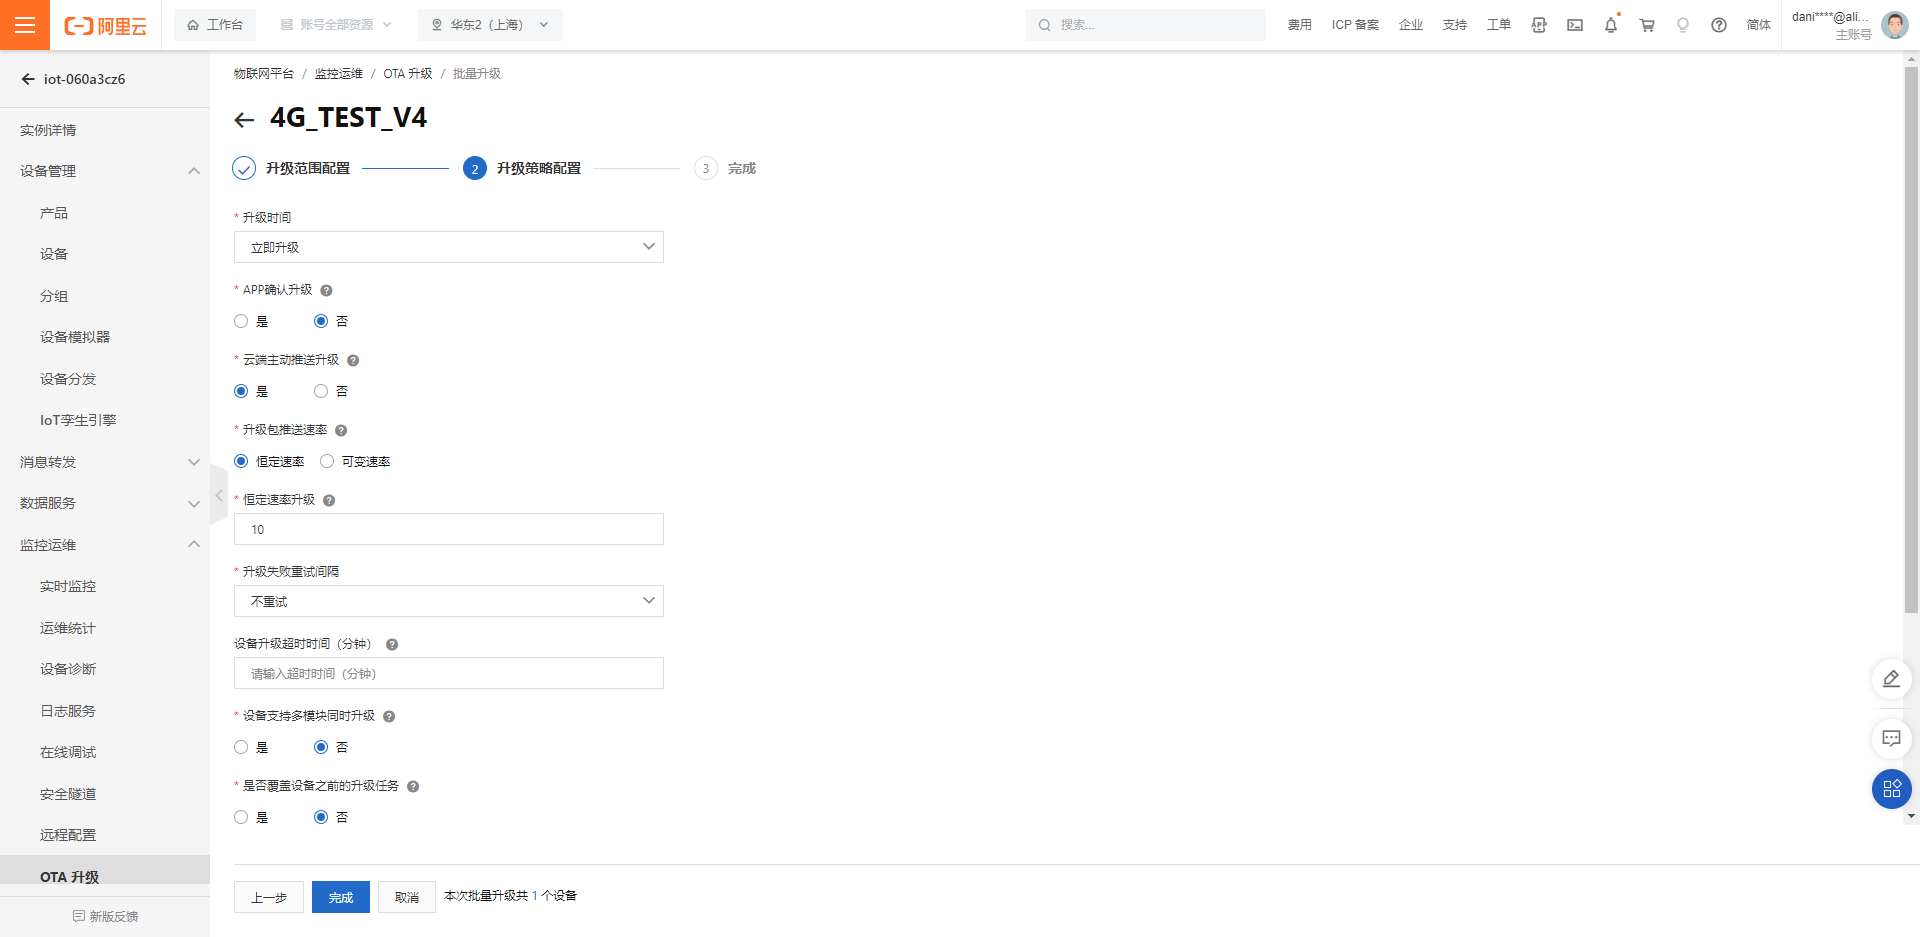 阿里云
工作台
账号全部资源
华东2（上海）
搜索...
费用
ICP 备案
企业
支持
工单
简体
dani****@ali...
主账号
iot-060a3cz6
实例详情
设备管理
产品
设备
分组
设备模拟器
设备分发
IoT孪生引擎
消息转发
数据服务
监控运维
实时监控
运维统计
设备诊断
日志服务
在线调试
安全隧道
远程配置
OTA 升级
新版反馈
物联网平台 / 监控运维 / OTA 升级 / 批量升级
4G_TEST_V4
升级范围配置
2 升级策略配置
3 完成
* 升级时间
立即升级
* APP确认升级
是 否
* 云端主动推送升级
是 否
* 升级包推送速率
恒定速率 可变速率
* 恒定速率升级
10
* 升级失败重试间隔
不重试
设备升级超时时间（分钟）
请输入超时时间（分钟）
* 设备支持多模块同时升级
是 否
* 是否覆盖设备之前的升级任务
是 否
上一步 完成 取消 本次批量升级共 1 个设备